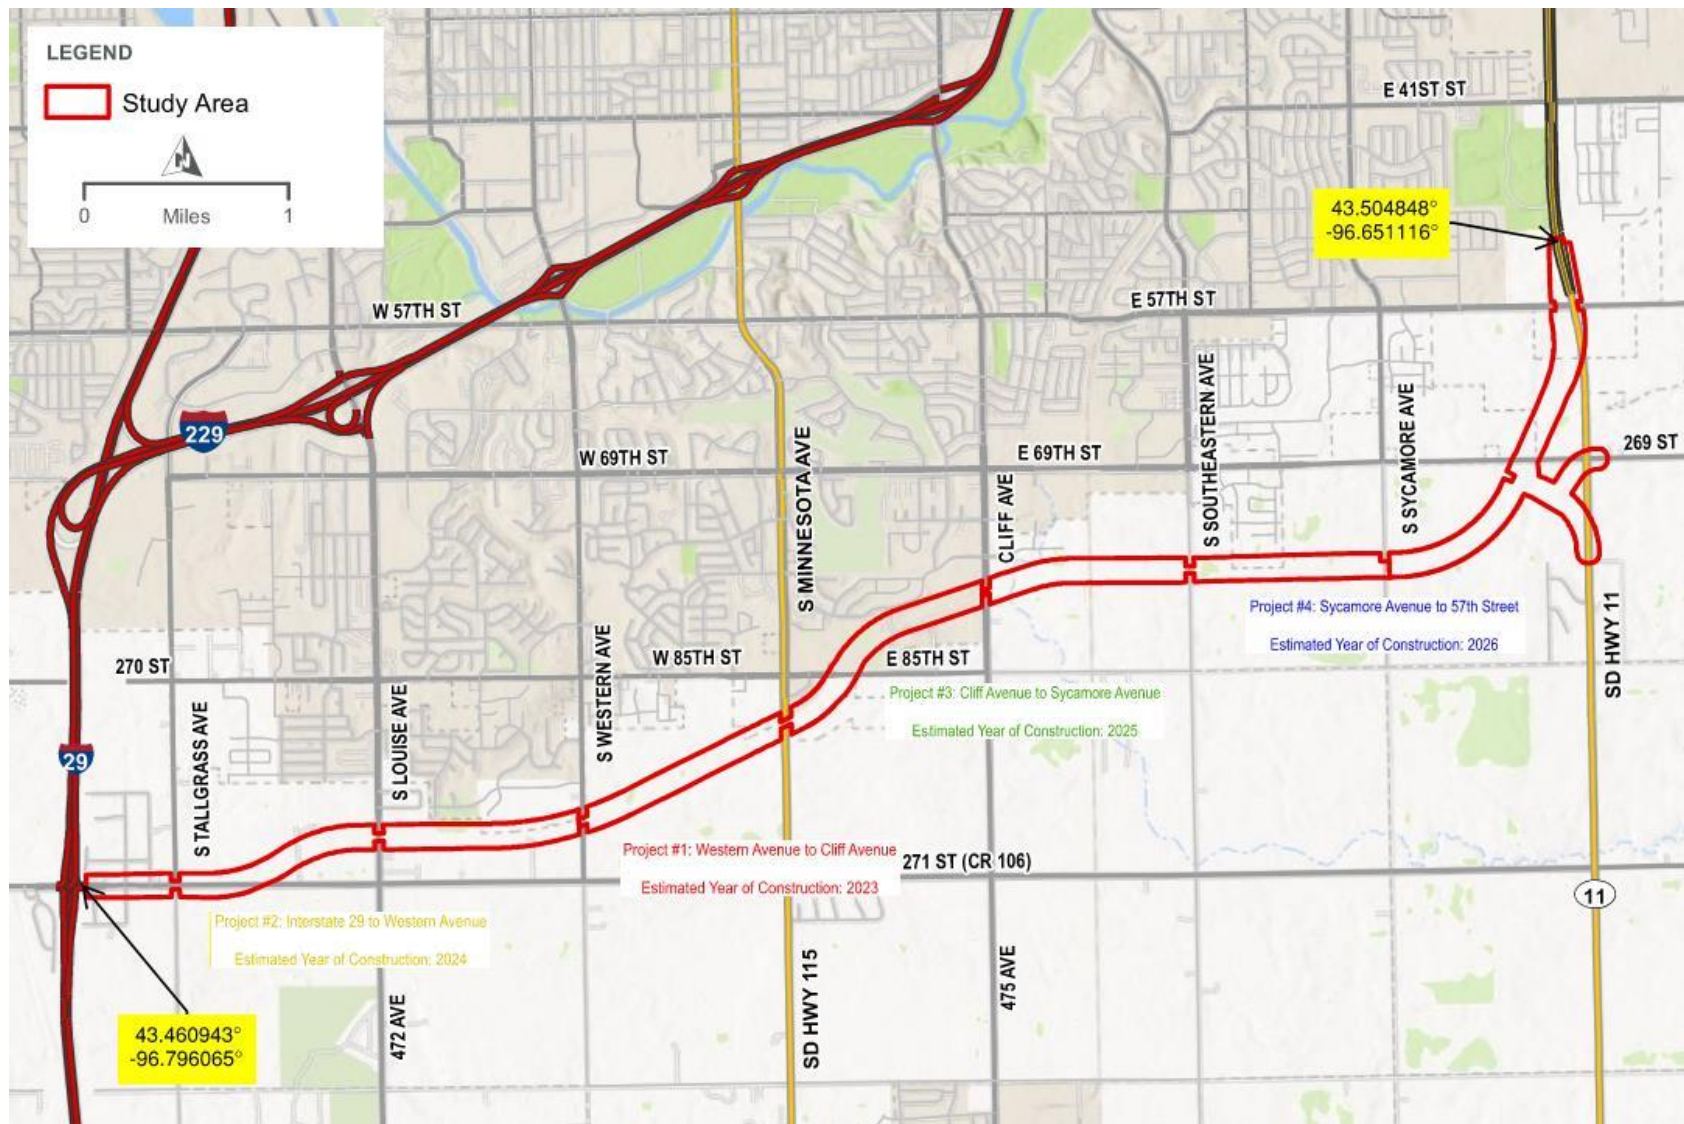 LEGEND
Study Area
N
0 Miles 1
E 41ST ST
43.504848°
-96.651116°
W 57TH ST
E 57TH ST
229
W 69TH ST
E 69TH ST
269 ST
S MINNESOTA AVE
CLIFF AVE
S SOUTHEASTERN AVE
S SYCAMORE AVE
Project #4: Sycamore Avenue to 57th Street
Estimated Year of Construction: 2026
SD HWY 11
270 ST
W 85TH ST
E 85TH ST
Project #3: Cliff Avenue to Sycamore Avenue
Estimated Year of Construction: 2025
29
S TALLGRASS AVE
S LOUISE AVE
S WESTERN AVE
Project #1: Western Avenue to Cliff Avenue
Estimated Year of Construction: 2023
271 ST (CR 106)
11
Project #2: Interstate 29 to Western Avenue
Estimated Year of Construction: 2024
43.460943°
-96.796065°
472 AVE
SD HWY 115
475 AVE